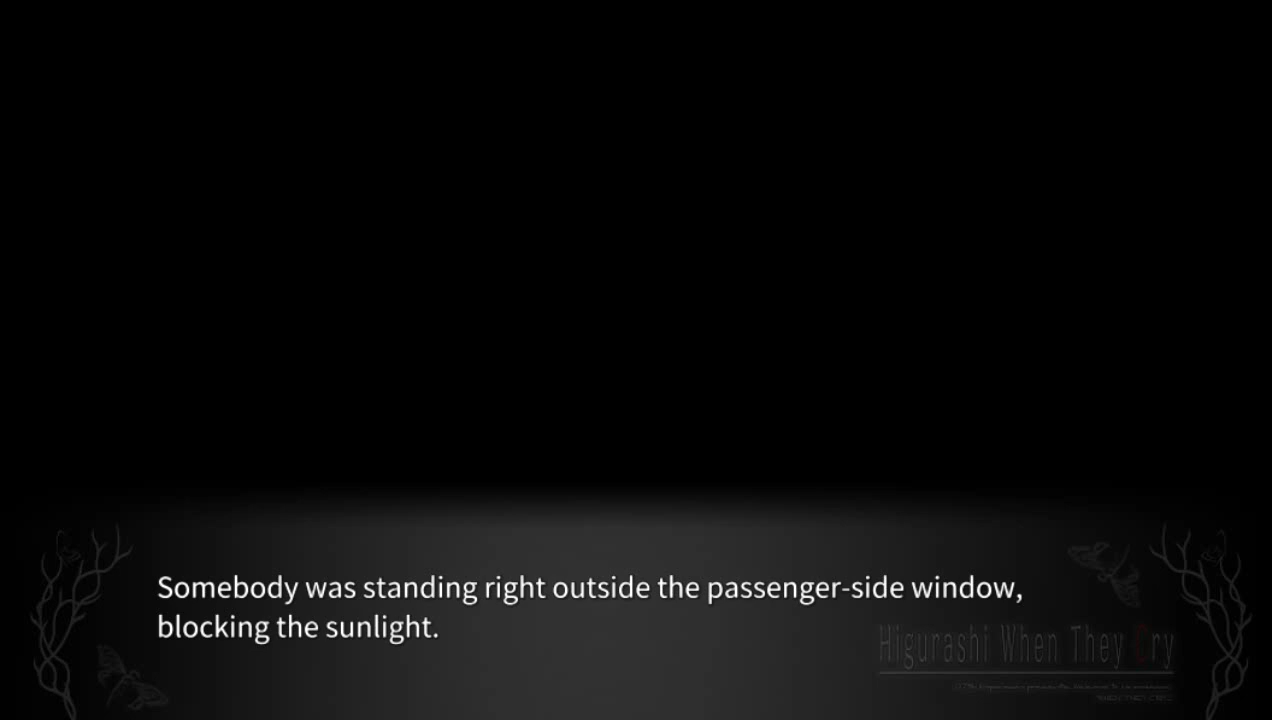 Somebody was standing right outside the passenger-side window,
blocking the sunlight.
Higurashi When They Cry